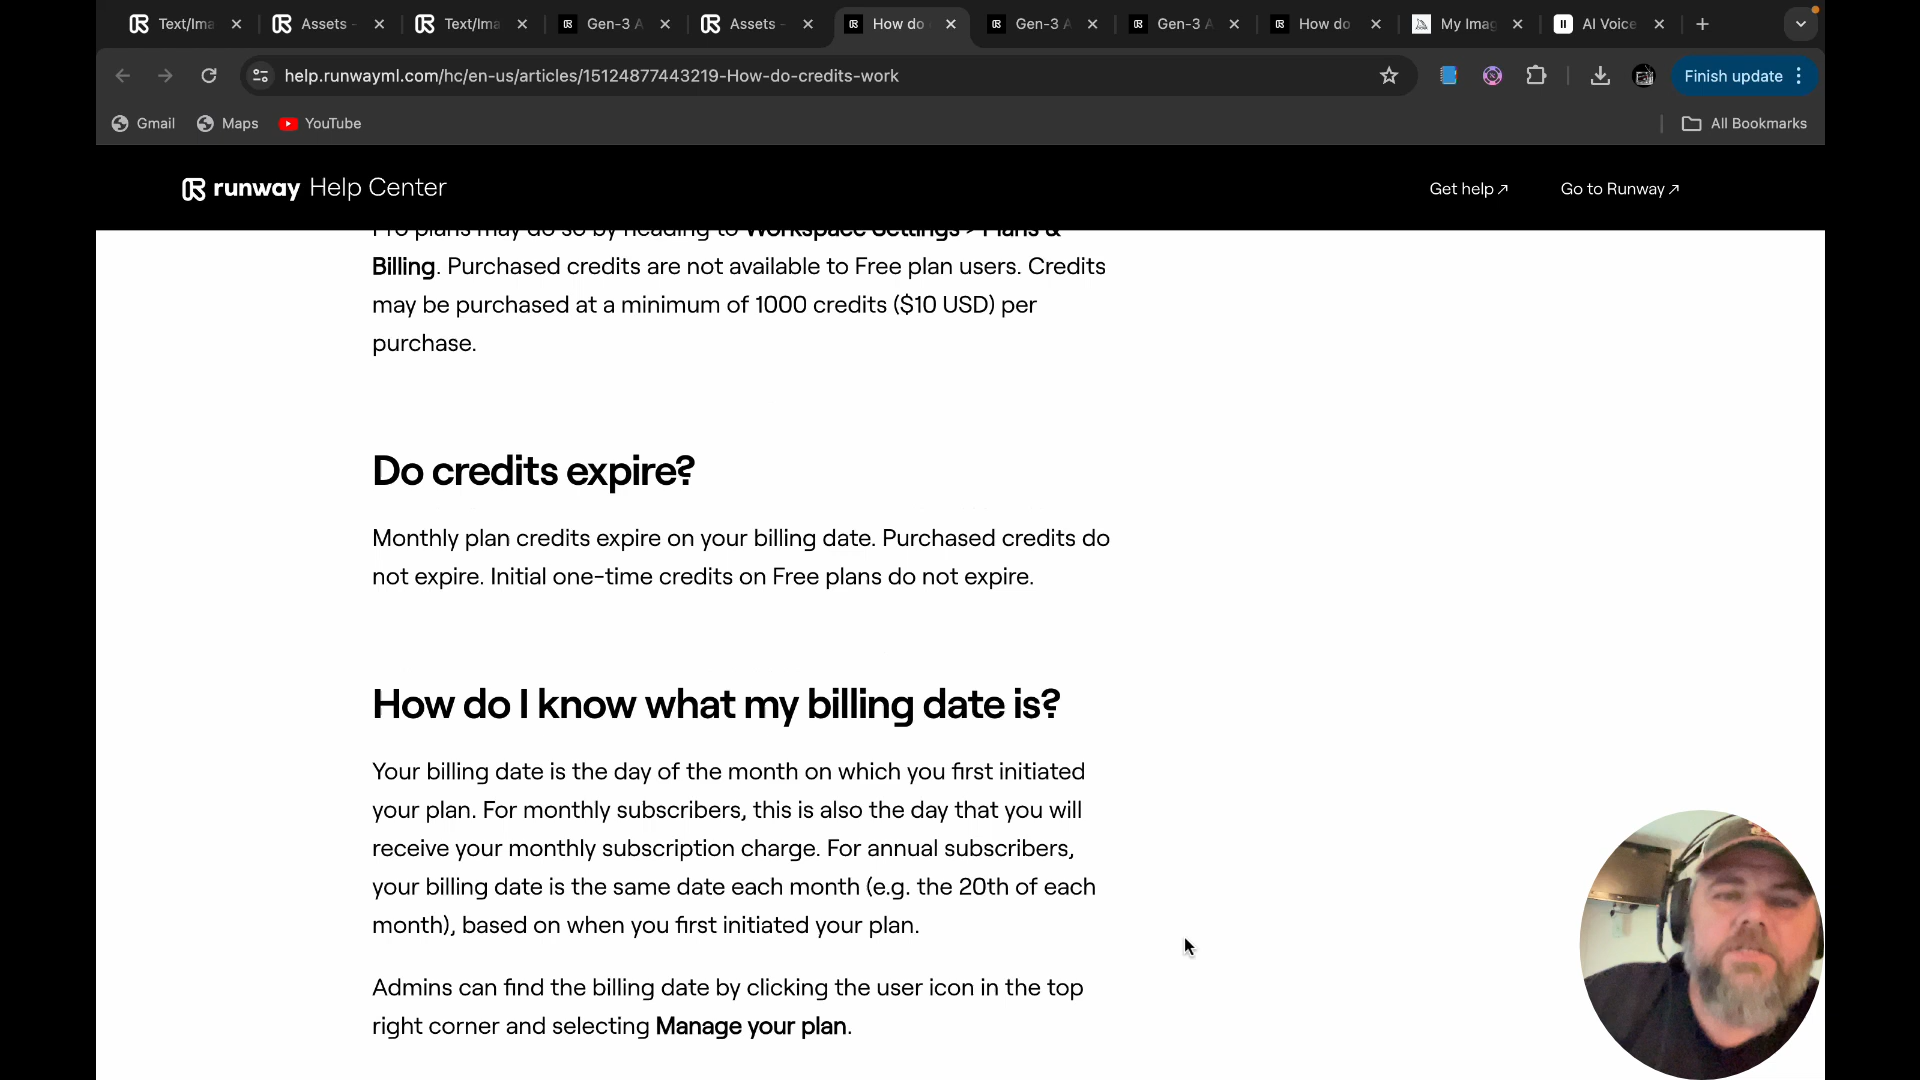 Text/Ima
Assets -
Text/Ima
Gen-3 A
Assets -
How do
Gen-3 A
Gen-3 A
How do
My Imag
AI Voice
help.runwayml.com/hc/en-us/articles/15124877443219-How-do-credits-work
Finish update
Gmail
Maps
YouTube
All Bookmarks
runway Help Center
Get help
Go to Runway
Pro plans may do so by heading to Workspace Settings > Plans &
Billing. Purchased credits are not available to Free plan users. Credits
may be purchased at a minimum of 1000 credits ($10 USD) per
purchase.
Do credits expire?
Monthly plan credits expire on your billing date. Purchased credits do
not expire. Initial one-time credits on Free plans do not expire.
How do I know what my billing date is?
Your billing date is the day of the month on which you first initiated
your plan. For monthly subscribers, this is also the day that you will
receive your monthly subscription charge. For annual subscribers,
your billing date is the same date each month (e.g. the 20th of each
month), based on when you first initiated your plan.
Admins can find the billing date by clicking the user icon in the top
right corner and selecting Manage your plan.